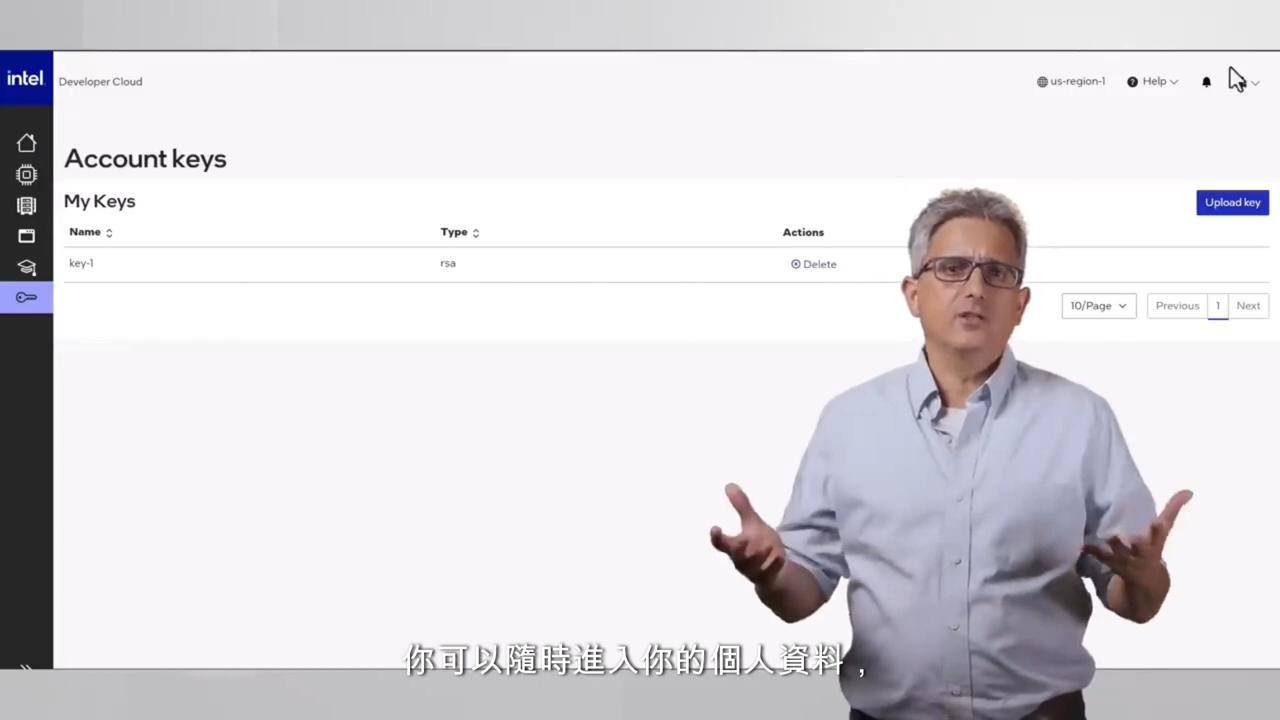 intel.
Developer Cloud
us-region-1
Help
Account keys
My Keys
Upload key
Name Type Actions
key-1 rsa Delete
10/Page Previous 1 Next
你可以隨時進入你的個人資料，